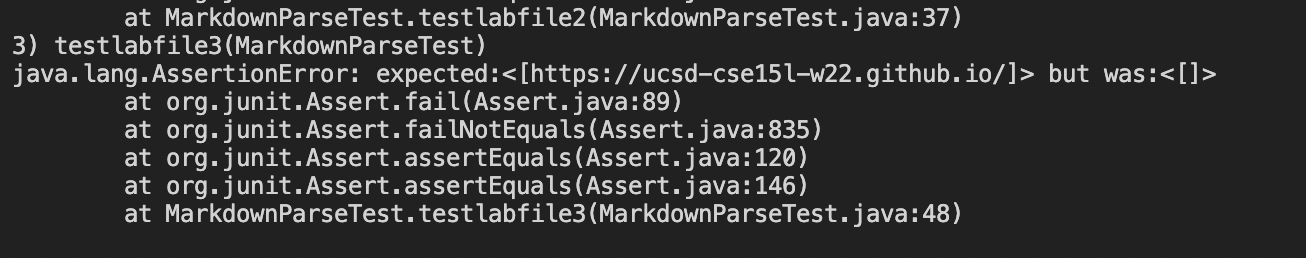 at MarkdownParseTest.testlabfile2(MarkdownParseTest.java:37)
3) testlabfile3(MarkdownParseTest)
java.lang.AssertionError: expected:<[https://ucsd-cse15l-w22.github.io/]> but was:<[]>
at org.junit.Assert.fail(Assert.java:89)
at org.junit.Assert.failNotEquals(Assert.java:835)
at org.junit.Assert.assertEquals(Assert.java:120)
at org.junit.Assert.assertEquals(Assert.java:146)
at MarkdownParseTest.testlabfile3(MarkdownParseTest.java:48)